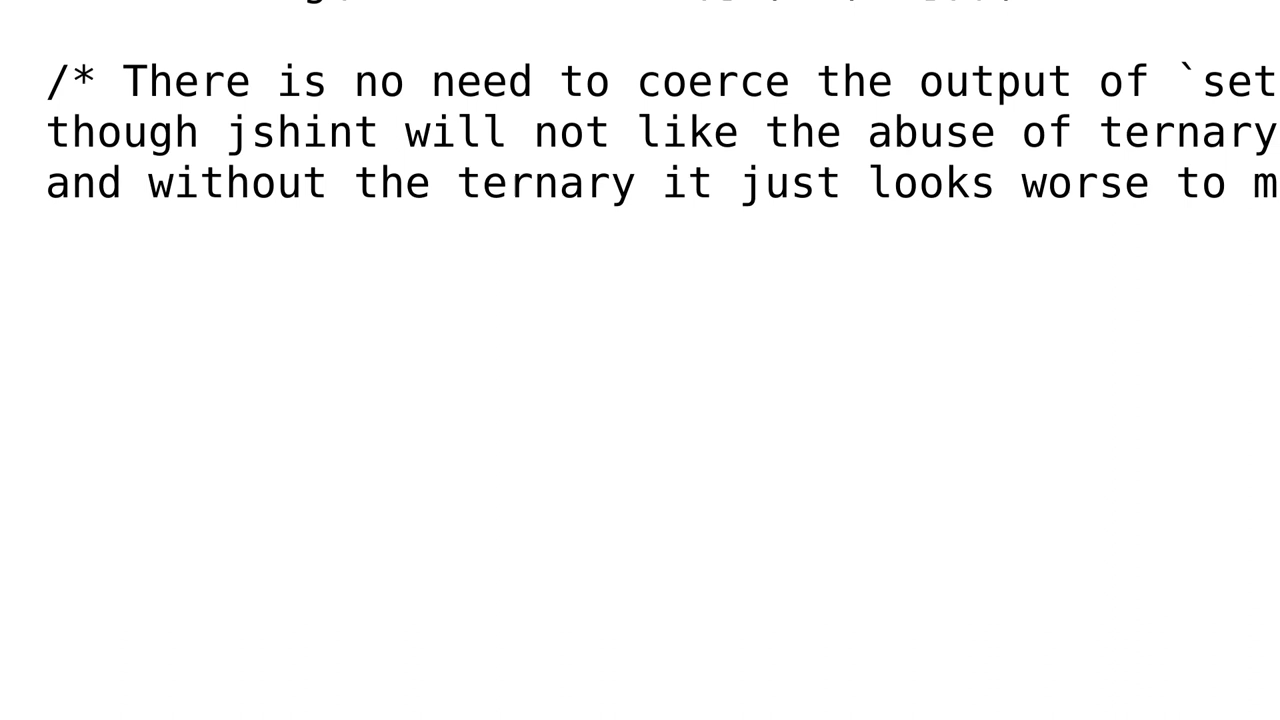 /* There is no need to coerce the output of `set
though jshint will not like the abuse of ternary
and without the ternary it just looks worse to m